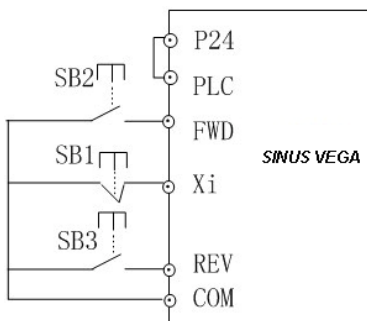 P24
SB2
PLC
FWD
SINUS VEGA
SB1
Xi
SB3
REV
COM